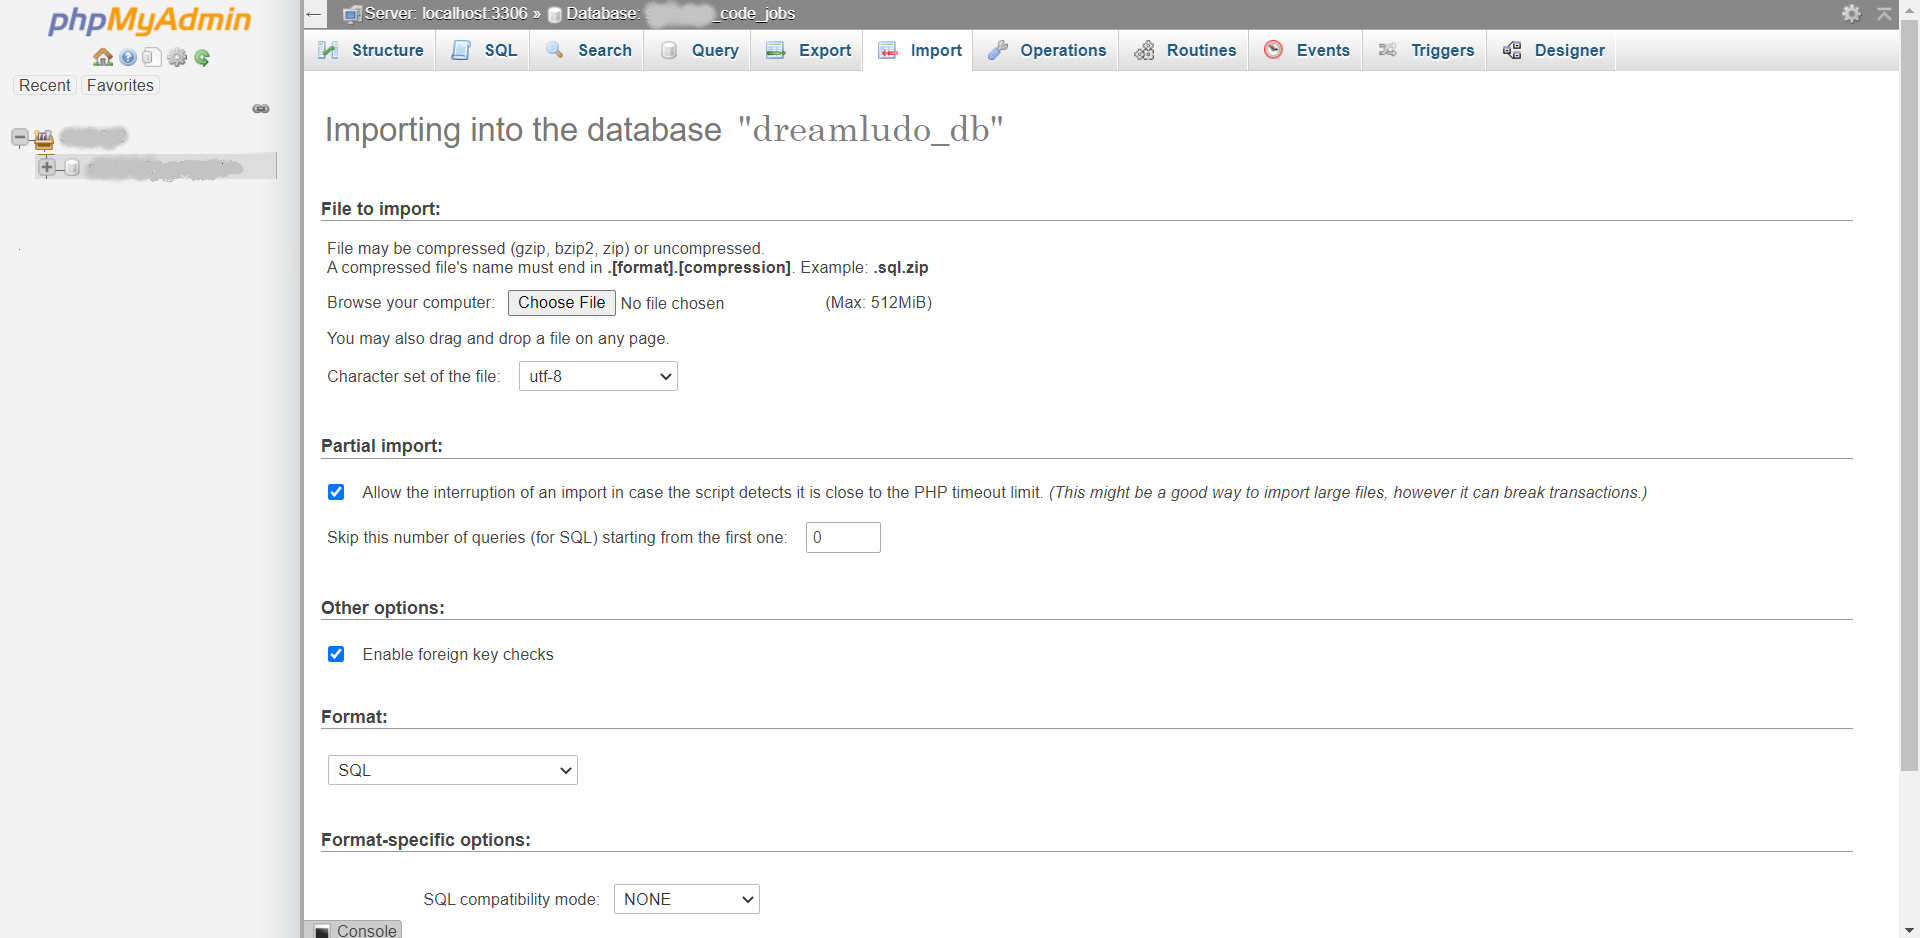 phpMyAdmin
Recent Favorites
← Server: localhost:3306 » Database: _code_jobs
Structure SQL Search Query Export Import Operations Routines Events Triggers Designer
Importing into the database "dreamludo_db"
File to import:
File may be compressed (gzip, bzip2, zip) or uncompressed.
A compressed file's name must end in .[format].[compression]. Example: .sql.zip
Browse your computer: Choose File No file chosen (Max: 512MiB)
You may also drag and drop a file on any page.
Character set of the file: utf-8
Partial import:
Allow the interruption of an import in case the script detects it is close to the PHP timeout limit. (This might be a good way to import large files, however it can break transactions.)
Skip this number of queries (for SQL) starting from the first one: 0
Other options:
Enable foreign key checks
Format:
SQL
Format-specific options:
SQL compatibility mode: NONE
Console